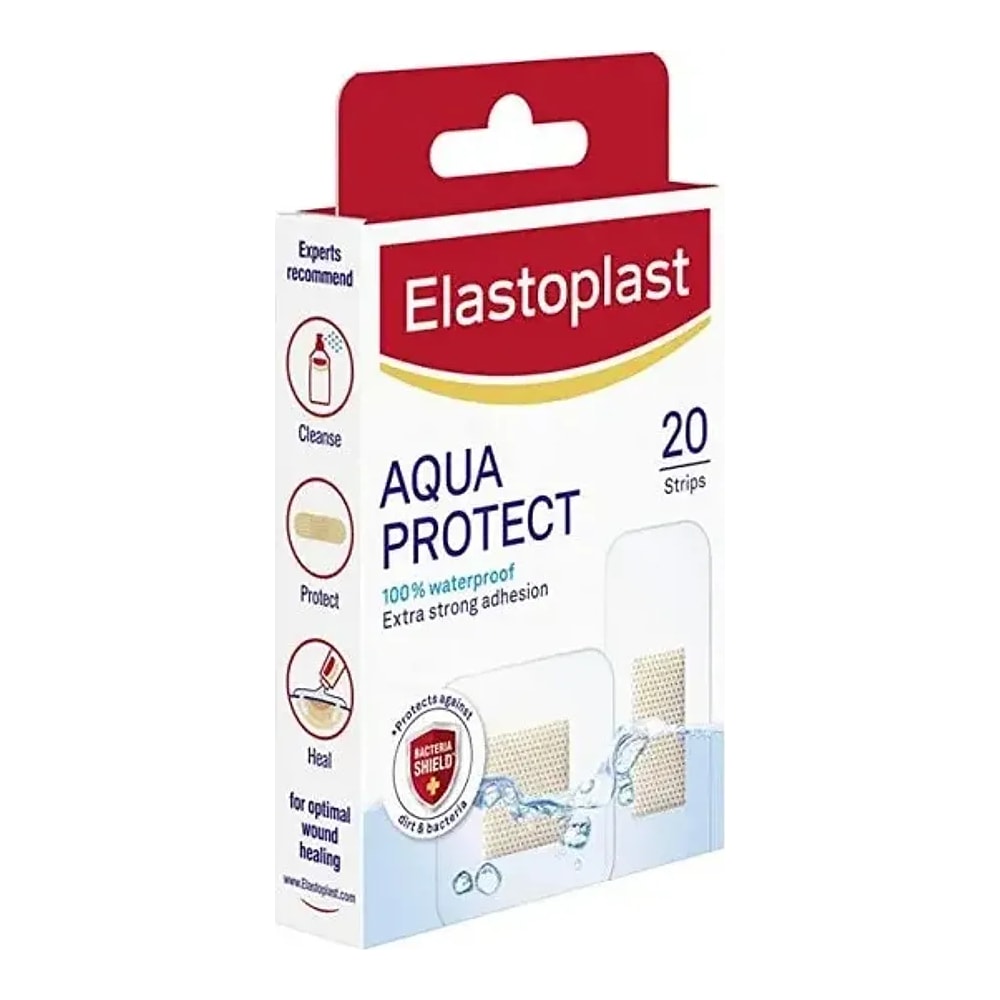 Experts
recommend
Cleanse
Protect
Heal
for optimal
wound
healing
www.Elastoplast.com
Elastoplast
20
Strips
AQUA
PROTECT
100% waterproof
Extra strong adhesion
*Protects against
BACTERIA
SHIELD™
dirt & bacteria